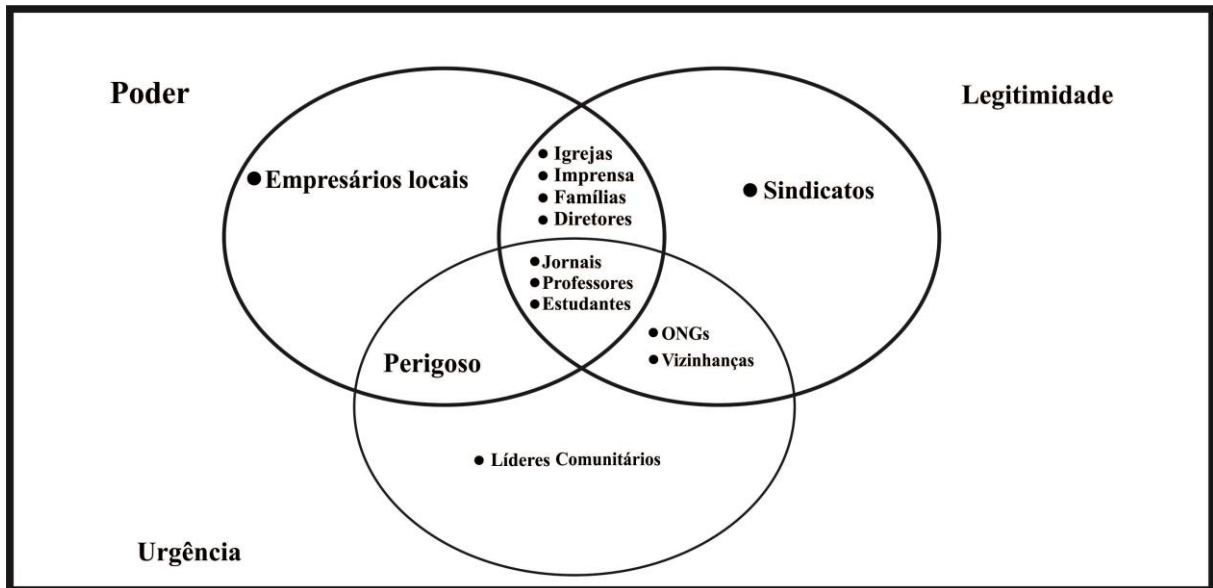 Poder
Legitimidade
Igrejas
Imprensa
Famílias
Diretores
Empresários locais
Sindicatos
Jornais
Professores
Estudantes
ONGs
Vizinhanças
Perigoso
Líderes Comunitários
Urgência